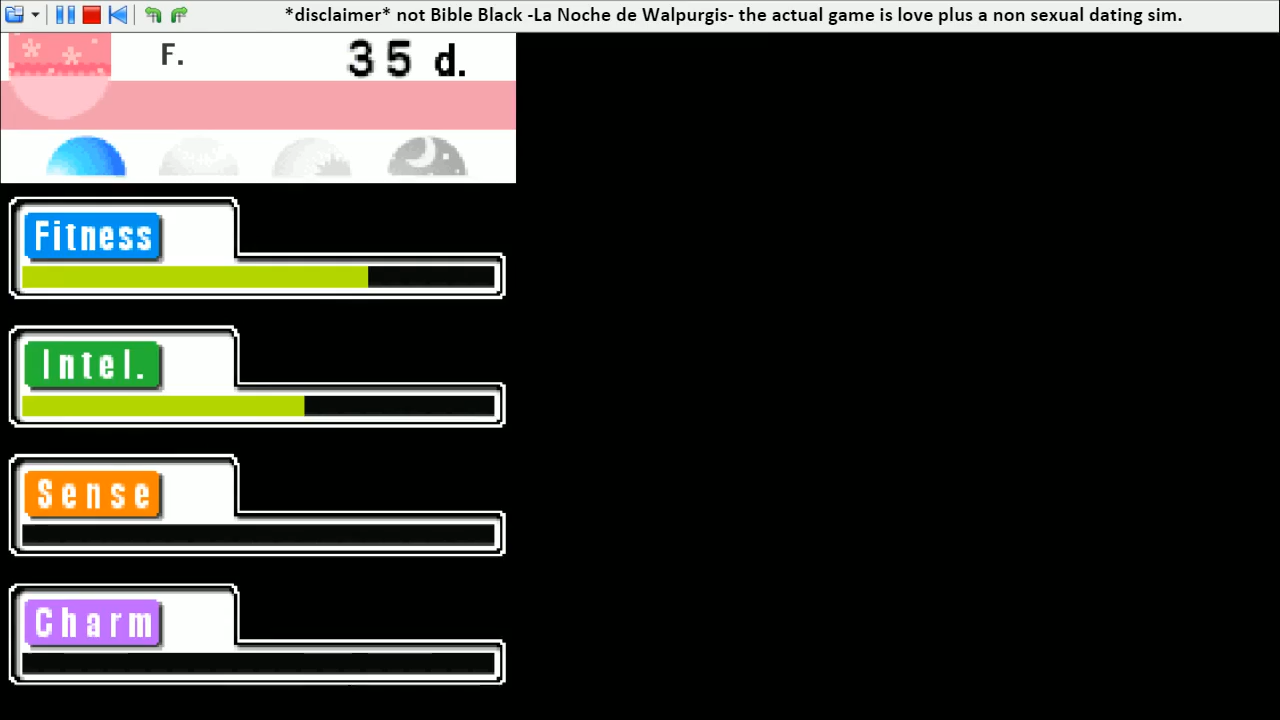 *disclaimer* not Bible Black -La Noche de Walpurgis- the actual game is love plus a non sexual dating sim.
F. 35 d.
Fitness
Intel.
Sense
Charm